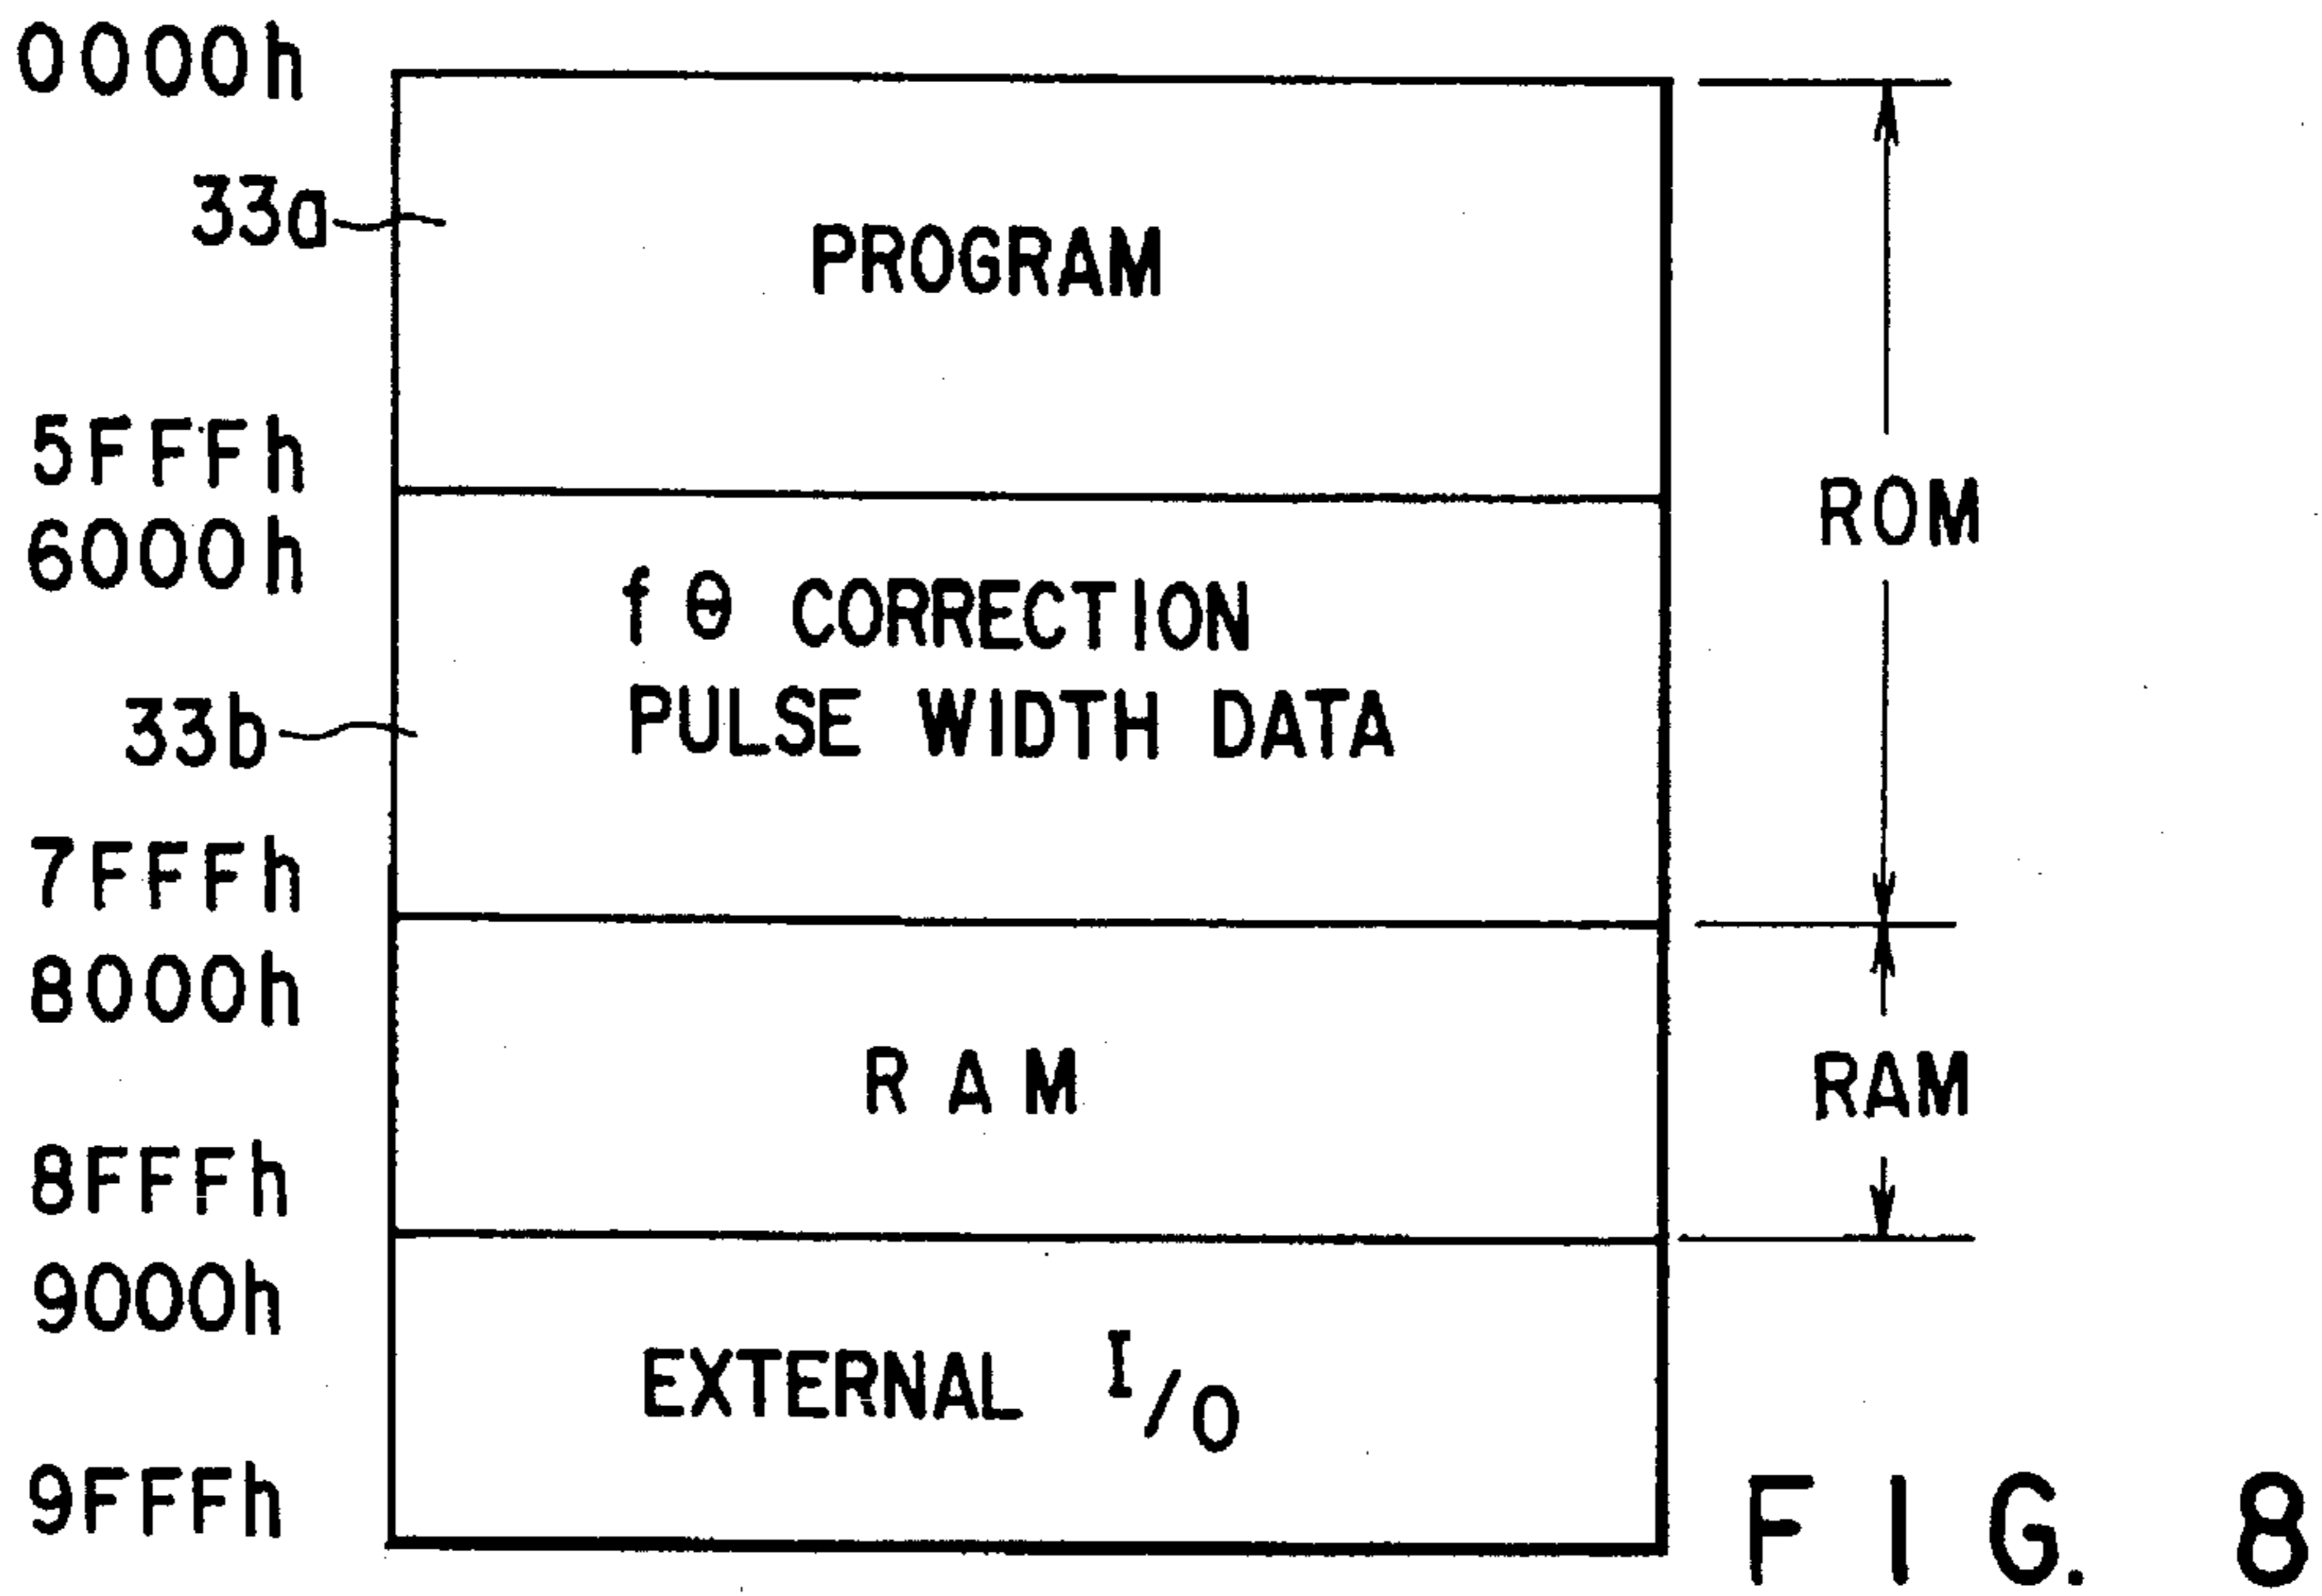 0000h
33a
PROGRAM
5FFFh
ROM
6000h
fθ CORRECTION
PULSE WIDTH DATA
33b
7FFFh
8000h
RAM
RAM
8FFFh
9000h
EXTERNAL I/O
9FFFh
FIG. 8